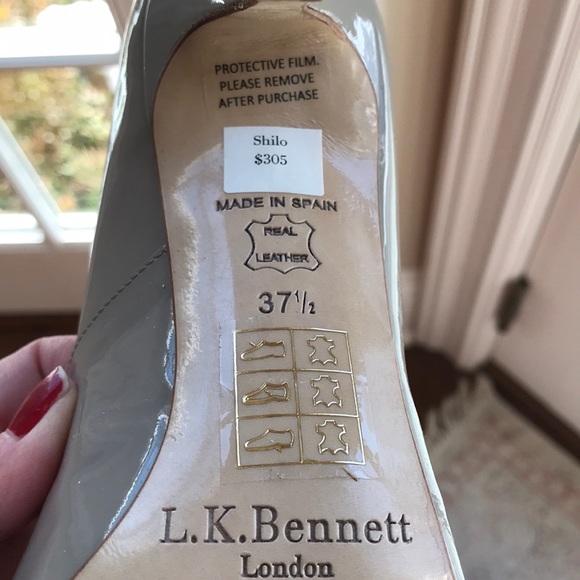 PROTECTIVE FILM.
PLEASE REMOVE
AFTER PURCHASE
Shilo
$305
MADE IN SPAIN
REAL
LEATHER
37½
L.K.Bennett
London